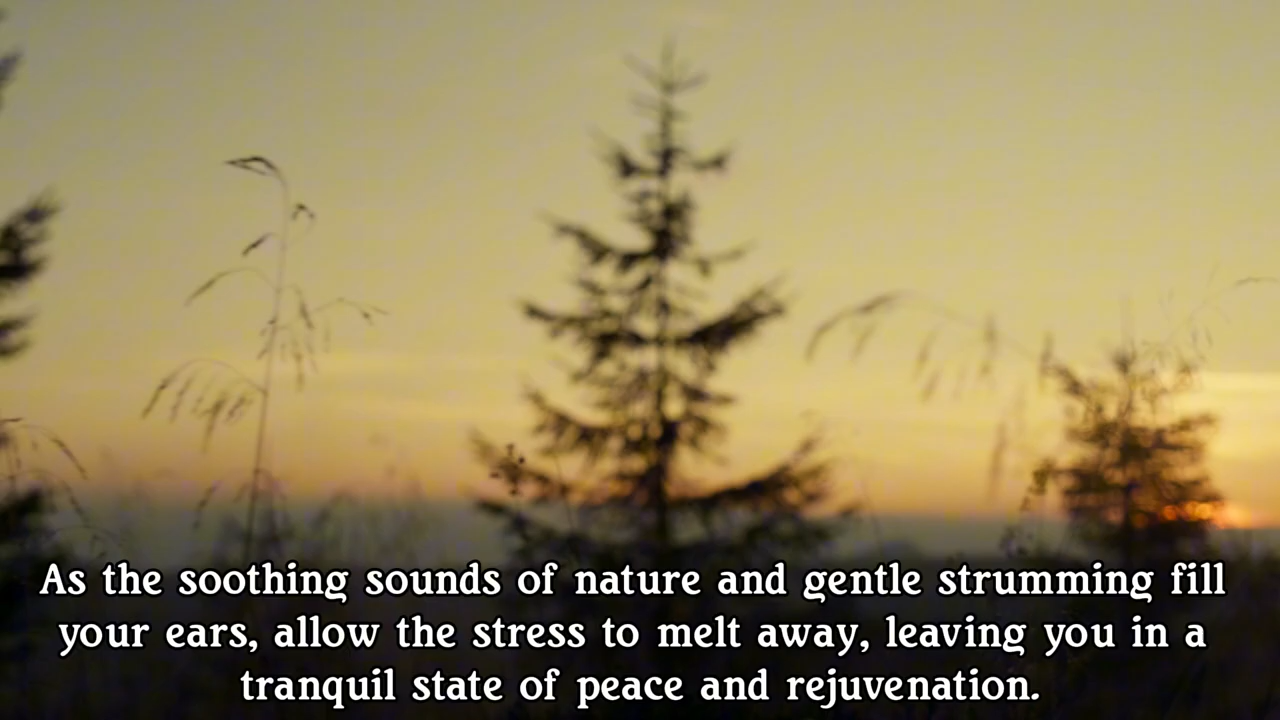 As the soothing sounds of nature and gentle strumming fill
your ears, allow the stress to melt away, leaving you in a
tranquil state of peace and rejuvenation.